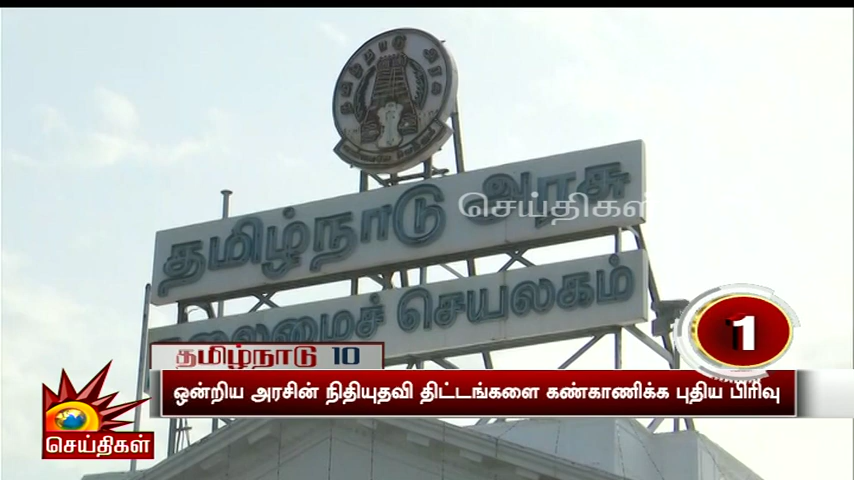 தமிழ்நாடு அரசு
செய்திகள்
தலைமைச் செயலகம்
1
தமிழ்நாடு 10
ஒன்றிய அரசின் நிதியுதவி திட்டங்களை கண்காணிக்க புதிய பிரிவு
செய்திகள்